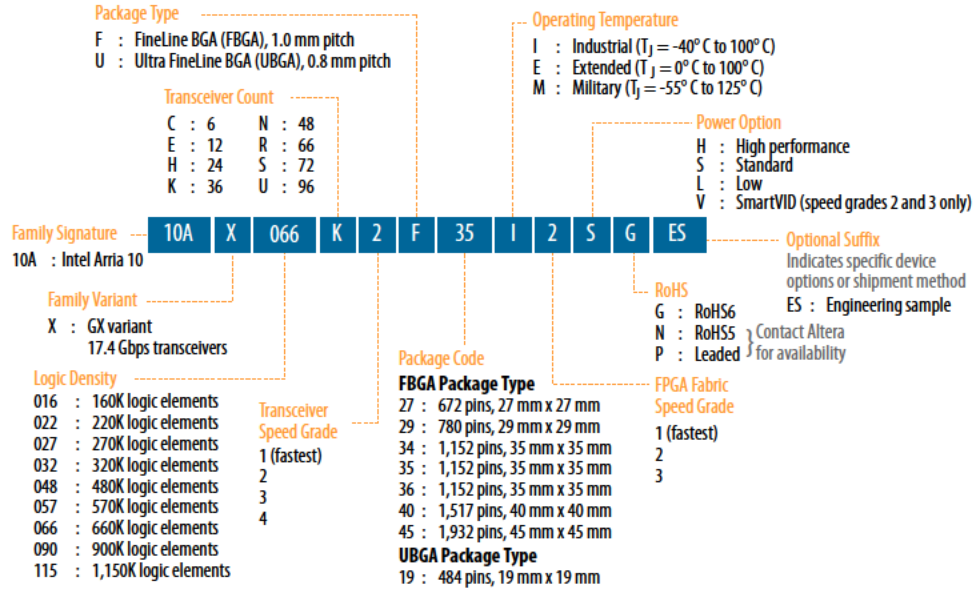 Package Type
F : FineLine BGA (FBGA), 1.0 mm pitch
U : Ultra FineLine BGA (UBGA), 0.8 mm pitch
Operating Temperature
I : Industrial (TJ = -40° C to 100° C)
E : Extended (TJ = 0° C to 100° C)
M : Military (TJ = -55° C to 125° C)
Transceiver Count
C : 6 N : 48
E : 12 R : 66
H : 24 S : 72
K : 36 U : 96
Power Option
H : High performance
S : Standard
L : Low
V : SmartVID (speed grades 2 and 3 only)
Family Signature
10A : Intel Arria 10
10A X 066 K 2 F 35 I 2 S G ES
Optional Suffix
Indicates specific device
options or shipment method
ES : Engineering sample
Family Variant
X : GX variant
17.4 Gbps transceivers
RoHS
G : RoHS6
N : RoHS5
P : Leaded
Contact Altera
for availability
Logic Density
016 : 160K logic elements
022 : 220K logic elements
027 : 270K logic elements
032 : 320K logic elements
048 : 480K logic elements
057 : 570K logic elements
066 : 660K logic elements
090 : 900K logic elements
115 : 1,150K logic elements
Transceiver
Speed Grade
1 (fastest)
2
3
4
Package Code
FBGA Package Type
27 : 672 pins, 27 mm x 27 mm
29 : 780 pins, 29 mm x 29 mm
34 : 1,152 pins, 35 mm x 35 mm
35 : 1,152 pins, 35 mm x 35 mm
36 : 1,152 pins, 35 mm x 35 mm
40 : 1,517 pins, 40 mm x 40 mm
45 : 1,932 pins, 45 mm x 45 mm
UBGA Package Type
19 : 484 pins, 19 mm x 19 mm
FPGA Fabric
Speed Grade
1 (fastest)
2
3